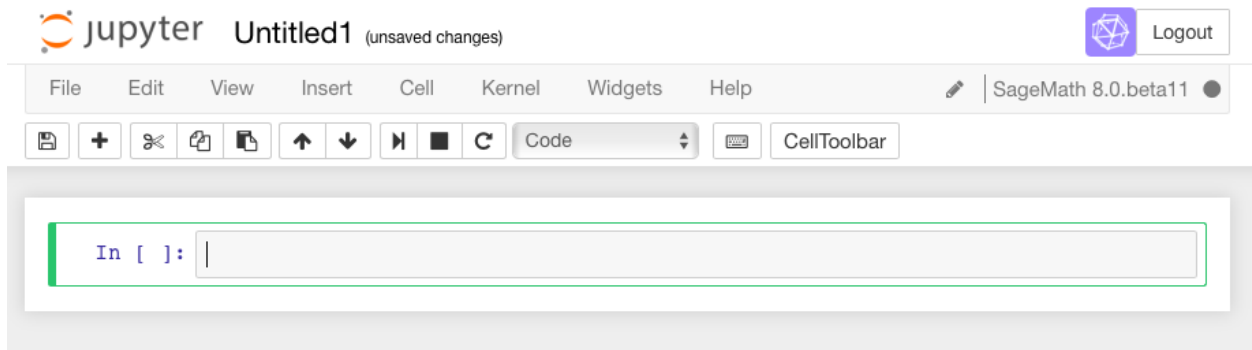 jupyter Untitled1 (unsaved changes) Logout
File Edit View Insert Cell Kernel Widgets Help SageMath 8.0.beta11
Code CellToolbar
In [ ]: